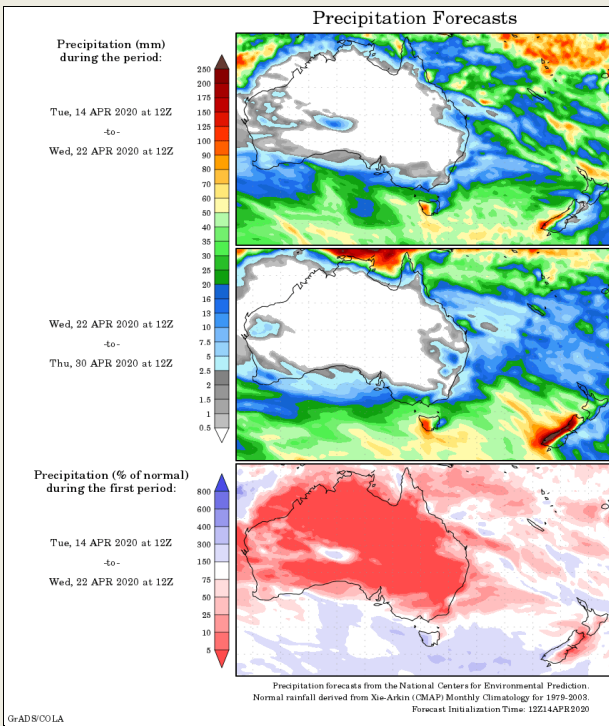 Precipitation Forecasts
Precipitation (mm)
during the period:
Tue, 14 APR 2020 at 12Z
-to-
Wed, 22 APR 2020 at 12Z
250
200
175
150
125
100
90
80
70
60
50
40
35
30
25
20
16
13
10
7.5
5
2.5
2
1.5
1
0.5
Wed, 22 APR 2020 at 12Z
-to-
Thu, 30 APR 2020 at 12Z
Precipitation (% of normal)
during the first period:
Tue, 14 APR 2020 at 12Z
-to-
Wed, 22 APR 2020 at 12Z
800
600
400
300
150
75
50
25
10
5
Precipitation forecasts from the National Centers for Environmental Prediction.
Normal rainfall derived from Xie-Arkin (CMAP) Monthly Climatology for 1979-2003.
Forecast Initialization Time: 12Z14APR2020
GrADS/COLA